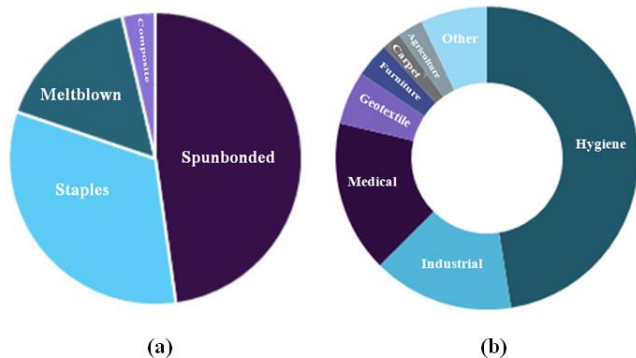 Composite
Meltblown
Spunbonded
Staples
(a)
Other
Agriculture
Carpet
Furniture
Geotextile
Hygiene
Medical
Industrial
(b)